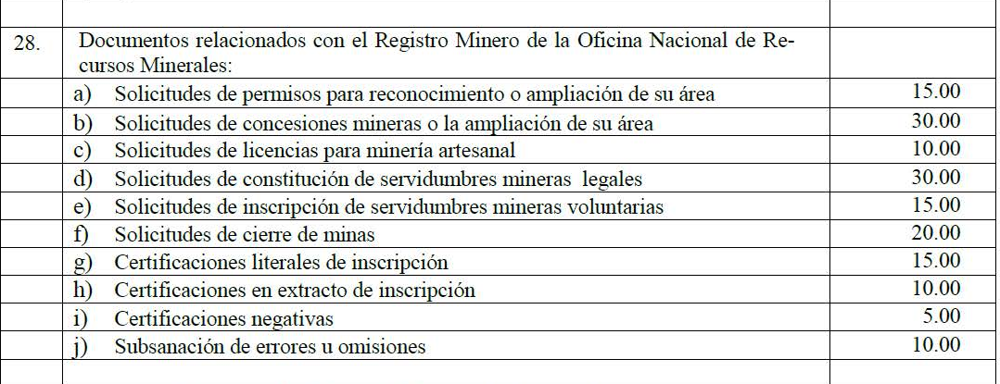 28. Documentos relacionados con el Registro Minero de la Oficina Nacional de Re-
cursos Minerales:
a) Solicitudes de permisos para reconocimiento o ampliación de su área 15.00
b) Solicitudes de concesiones mineras o la ampliación de su área 30.00
c) Solicitudes de licencias para minería artesanal 10.00
d) Solicitudes de constitución de servidumbres mineras legales 30.00
e) Solicitudes de inscripción de servidumbres mineras voluntarias 15.00
f) Solicitudes de cierre de minas 20.00
g) Certificaciones literales de inscripción 15.00
h) Certificaciones en extracto de inscripción 10.00
i) Certificaciones negativas 5.00
j) Subsanación de errores u omisiones 10.00